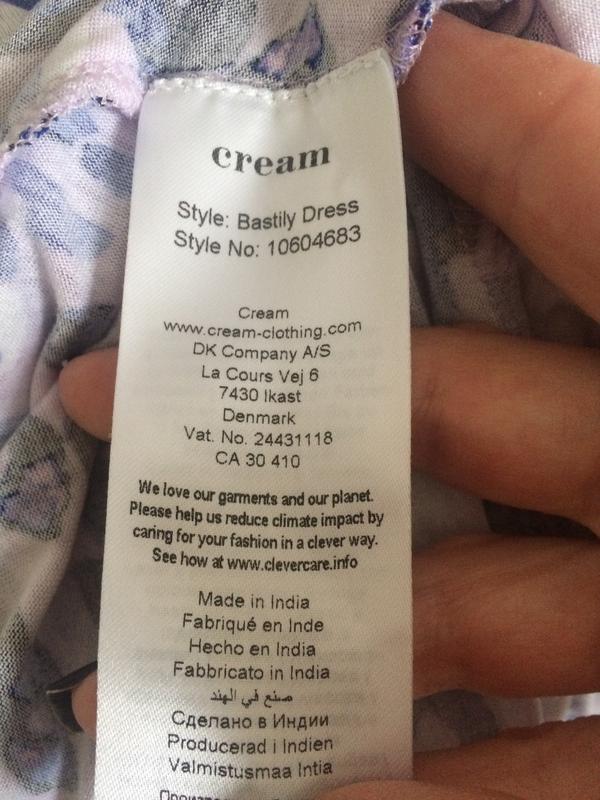 cream
Style: Bastily Dress
Style No: 10604683
Cream
www.cream-clothing.com
DK Company A/S
La Cours Vej 6
7430 Ikast
Denmark
Vat. No. 24431118
CA 30 410
We love our garments and our planet.
Please help us reduce climate impact by
caring for your fashion in a clever way.
See how at www.clevercare.info
Made in India
Fabriqué en Inde
Hecho en India
Fabbricato in India
صنع في الهند
Сделано в Индии
Producerad i Indien
Valmistusmaa Intia